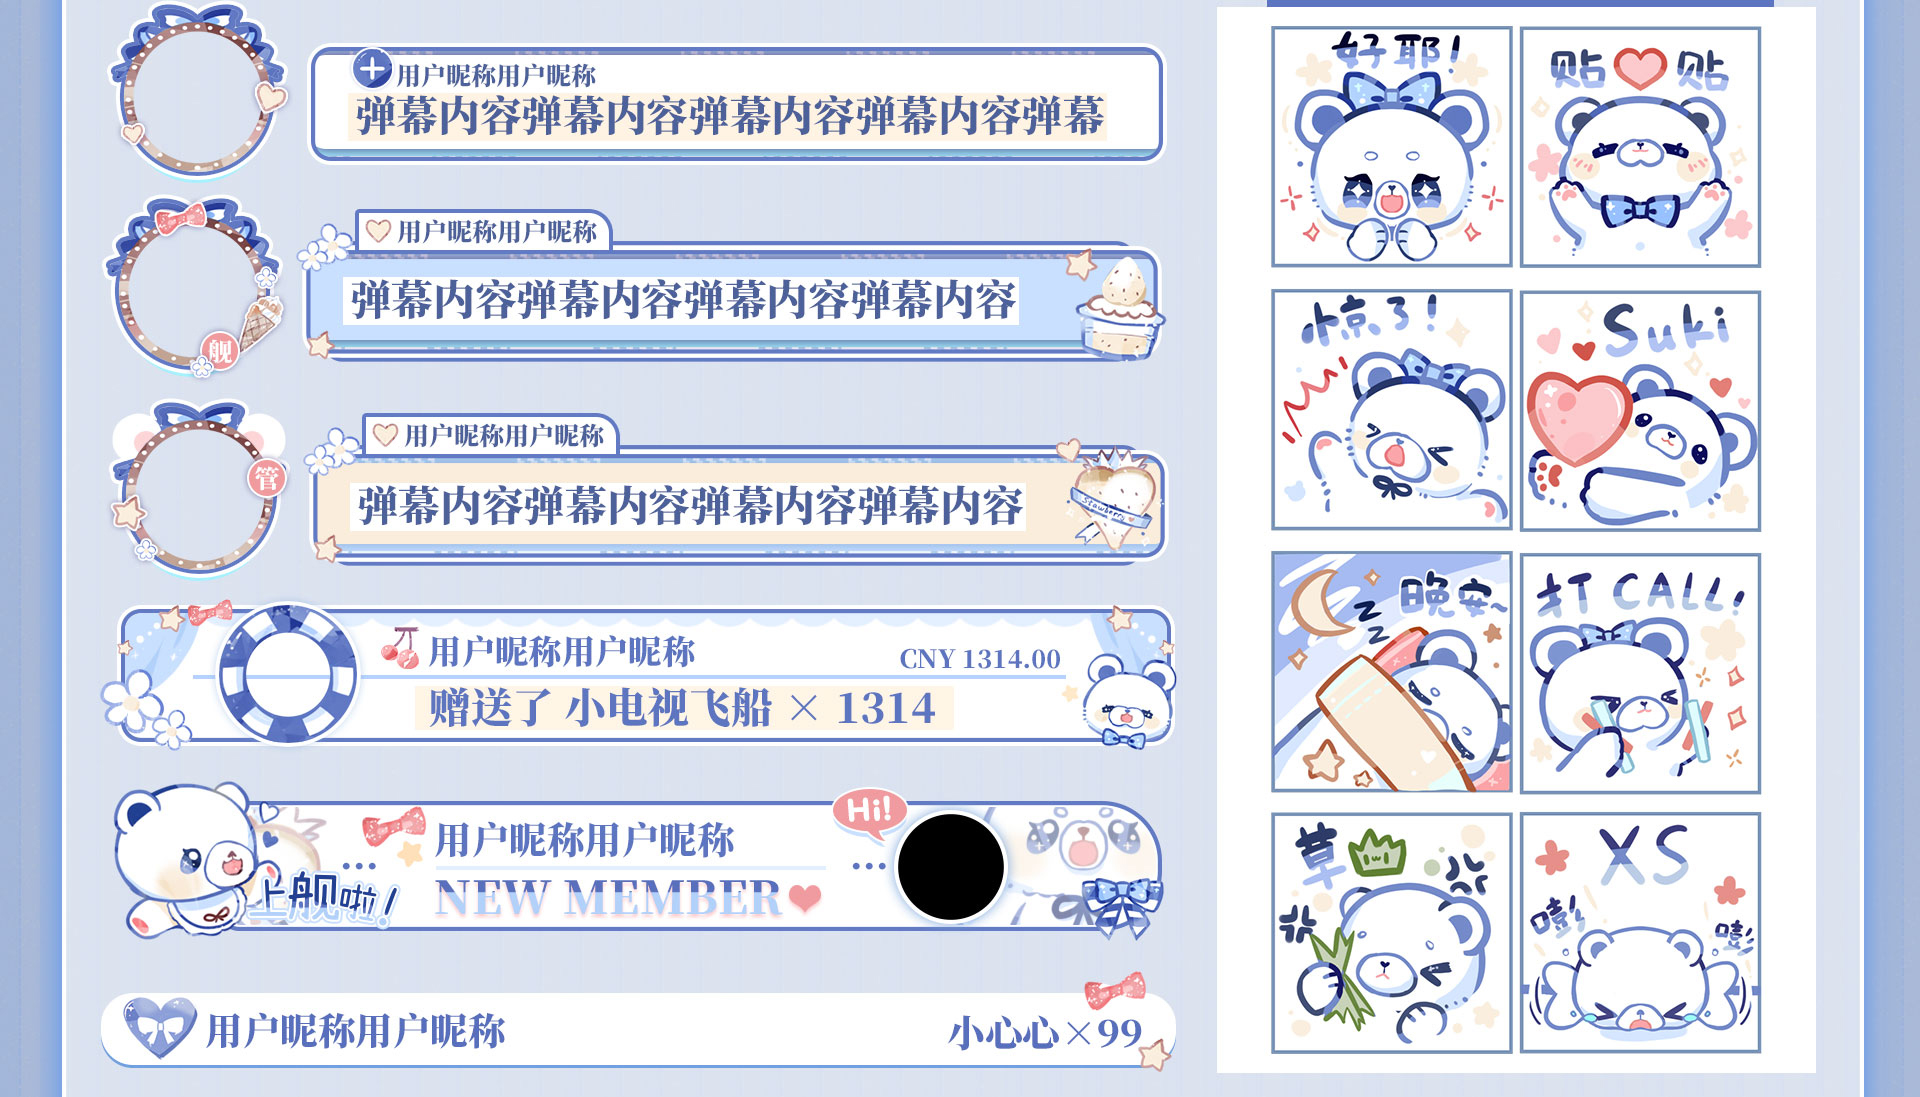 用户昵称用户昵称
弹幕内容弹幕内容弹幕内容弹幕内容弹幕
用户昵称用户昵称
弹幕内容弹幕内容弹幕内容弹幕内容
舰
用户昵称用户昵称
管
弹幕内容弹幕内容弹幕内容弹幕内容
Strawberry
用户昵称用户昵称
CNY 1314.00
赠送了 小电视飞船 × 1314
Hi!
用户昵称用户昵称
上舰啦!
NEW MEMBER
用户昵称用户昵称
小心心×99
好耶!
贴 贴
惊了!
Suki
晚安~
zz
打 CALL!
草
XS
嘻!
嘻!